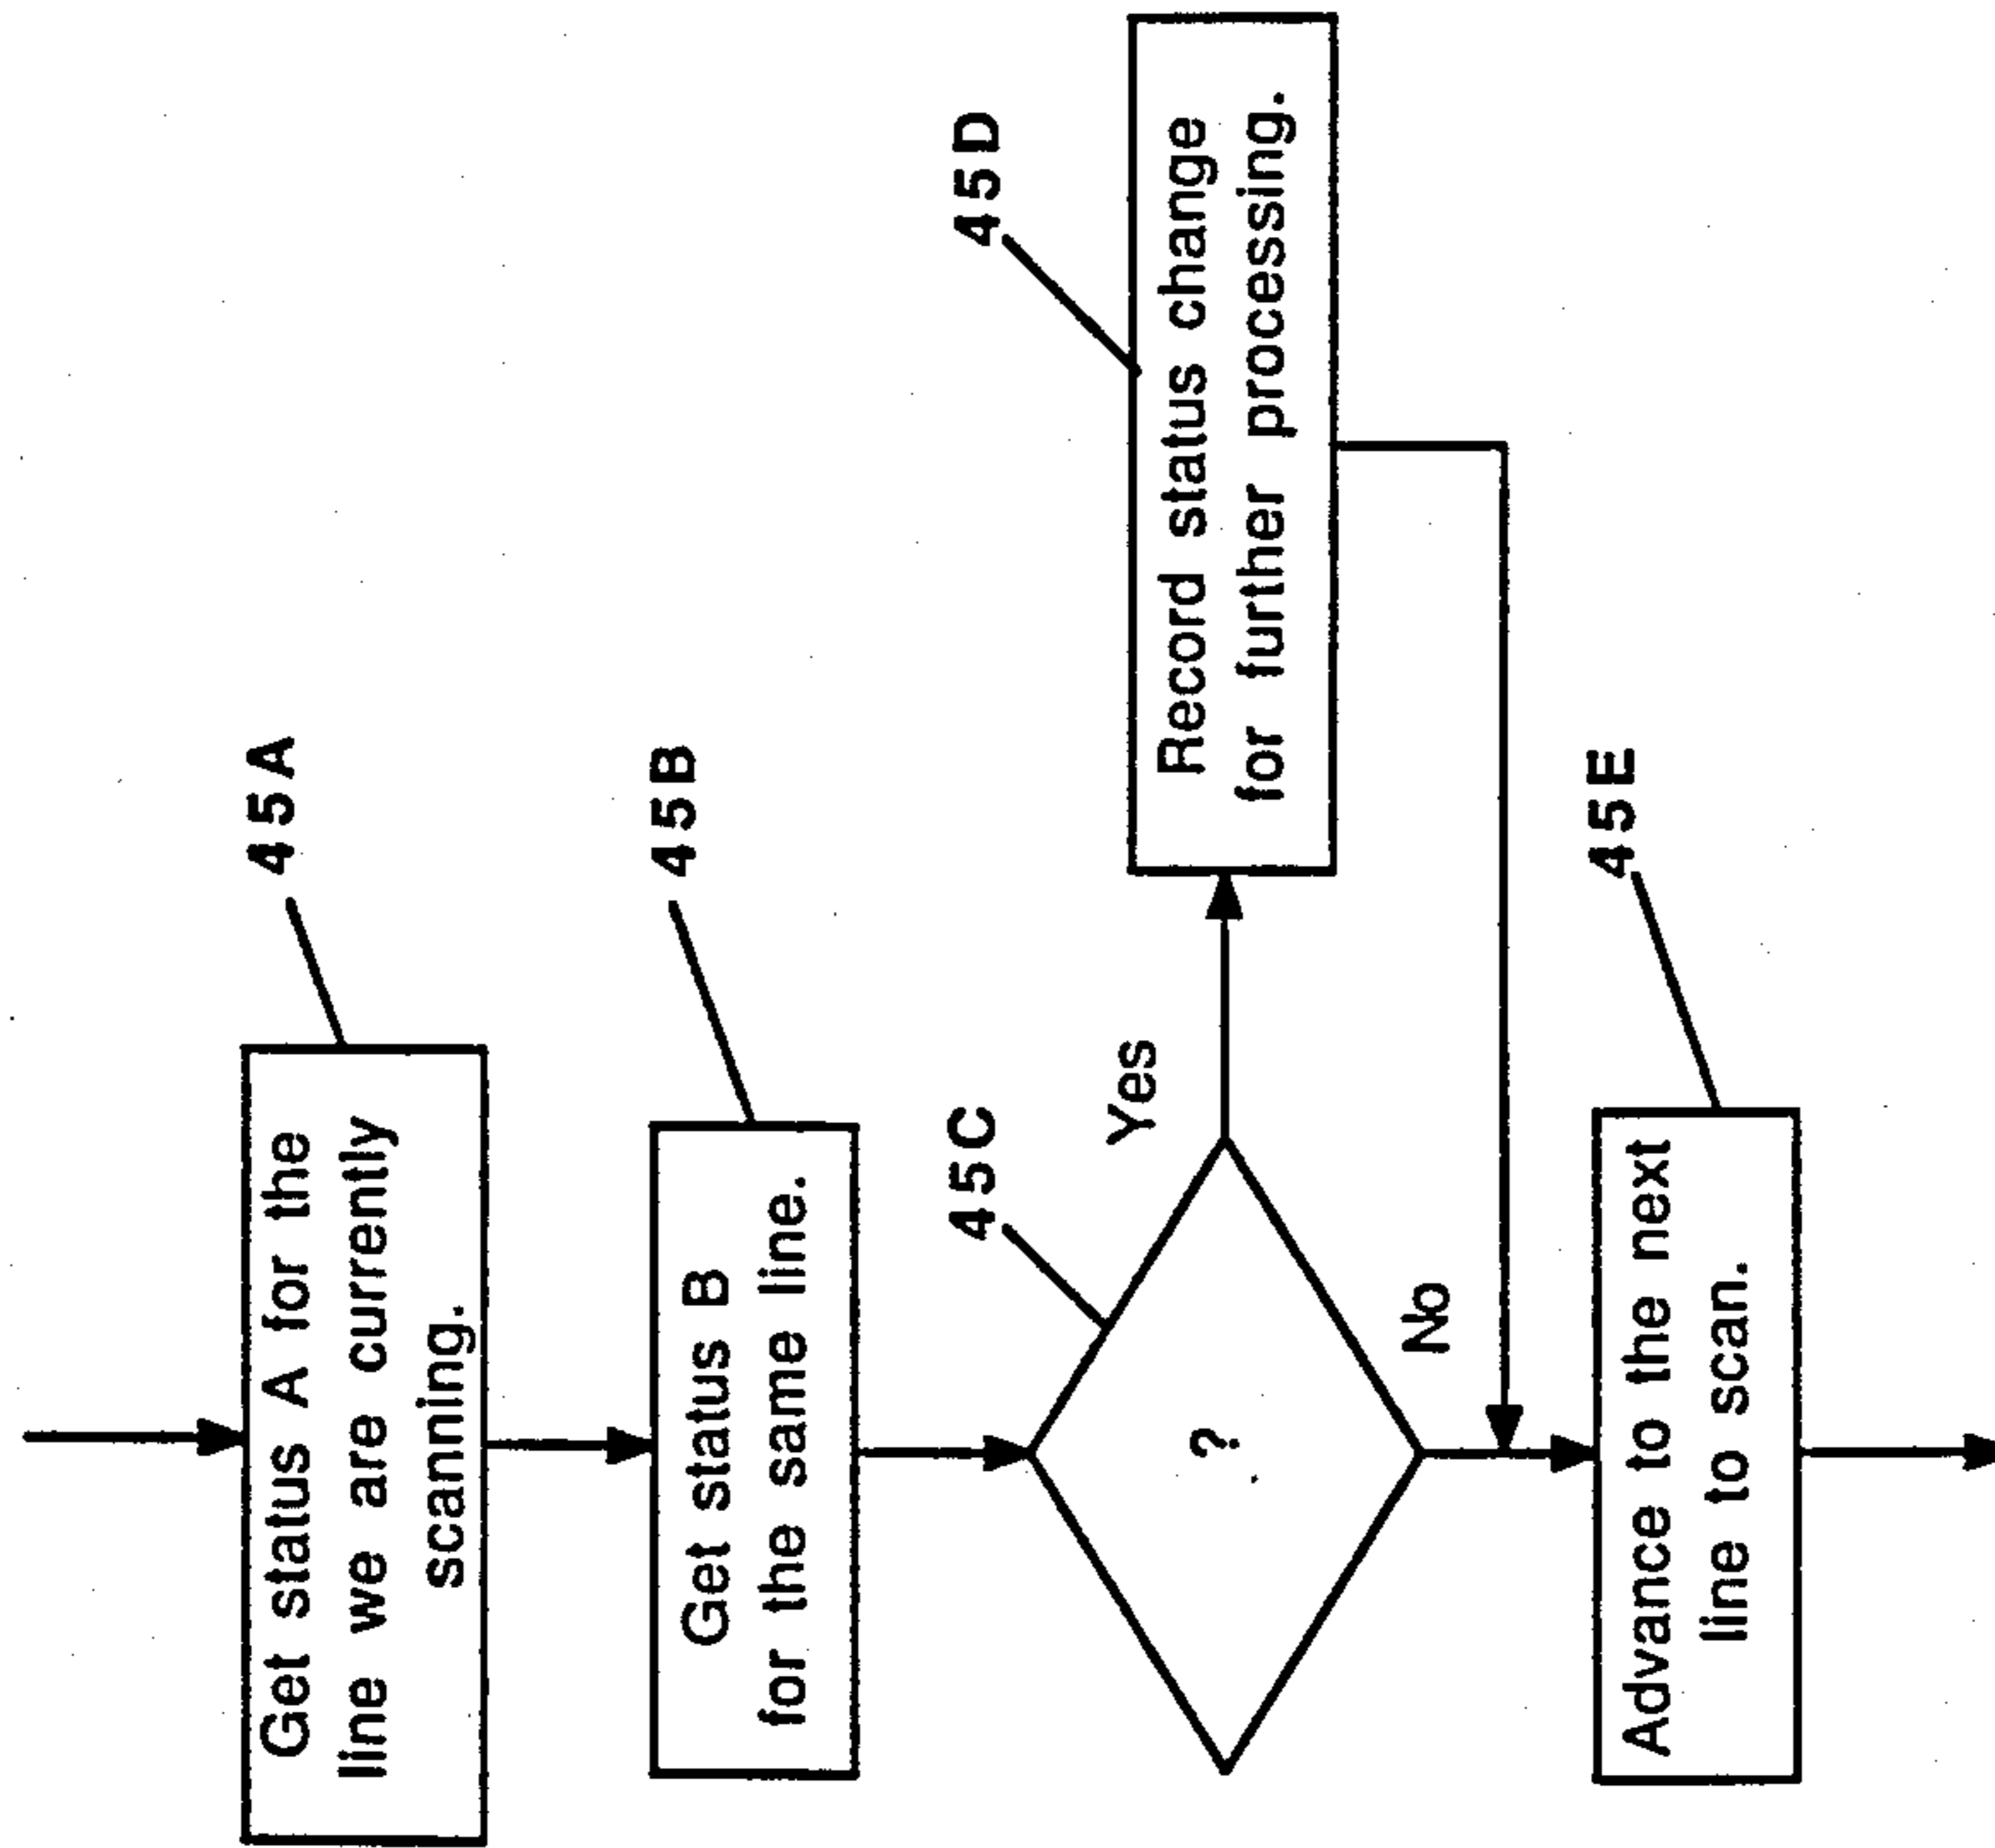 45A
Get status A for the
line we are currently
scanning.
45B
Get status B
for the same line.
45C
?
Yes
No
45D
Record status change
for further processing.
45E
Advance to the next
line to scan.